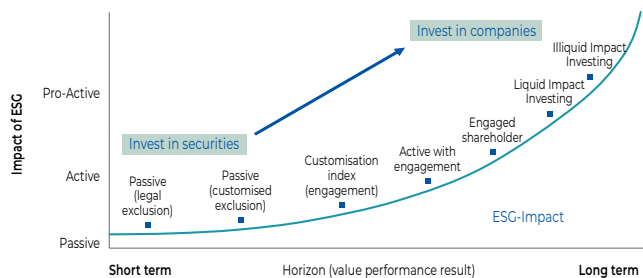 Impact of ESG
Pro-Active
Active
Passive
Invest in securities
Invest in companies
Passive
(legal
exclusion)
Passive
(customised
exclusion)
Customisation
index
(engagement)
Active with
engagement
Engaged
shareholder
Liquid Impact
Investing
Illiquid Impact
Investing
ESG-Impact
Short term
Horizon (value performance result)
Long term